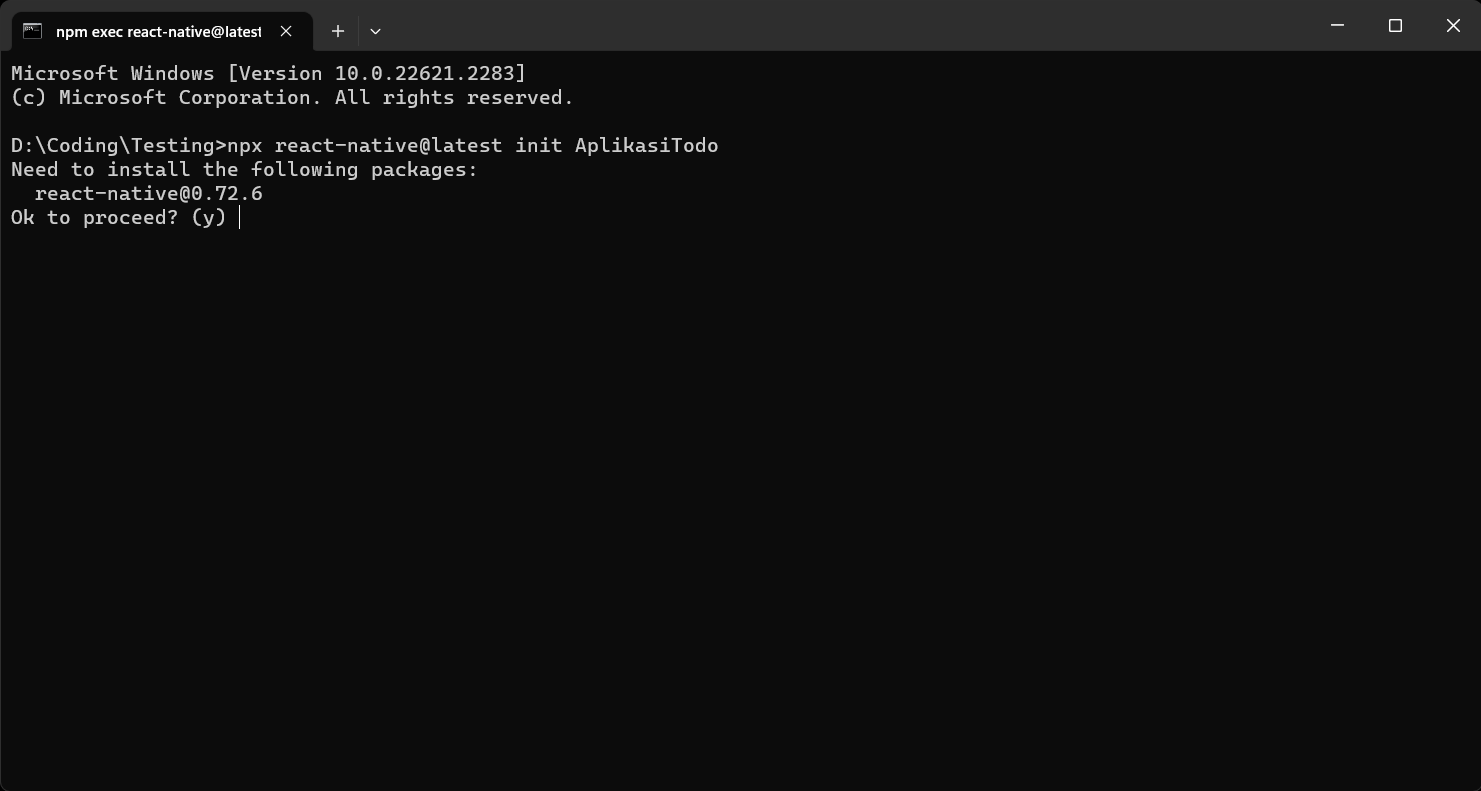 npm exec react-native@latest
Microsoft Windows [Version 10.0.22621.2283]
(c) Microsoft Corporation. All rights reserved.
D:\Coding\Testing>npx react-native@latest init AplikasiTodo
Need to install the following packages:
  react-native@0.72.6
Ok to proceed? (y)